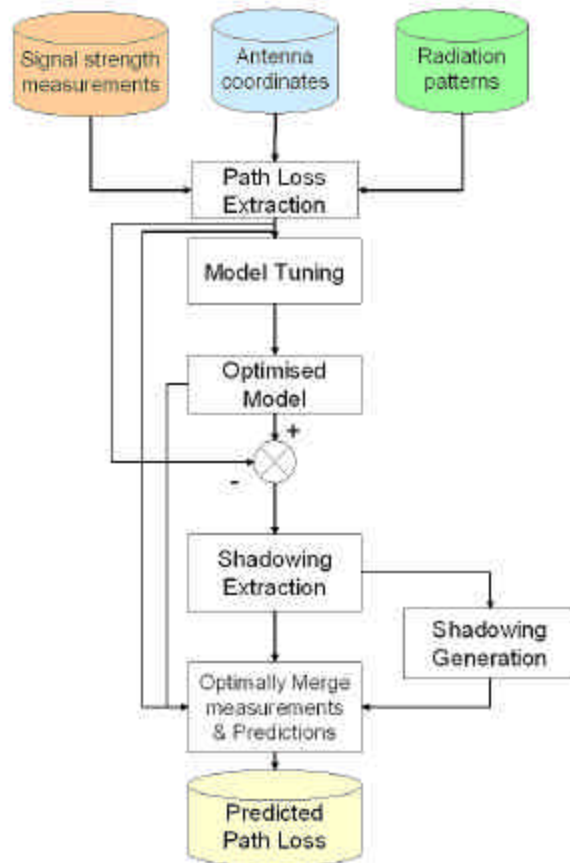 Signal strength
measurements
Antenna
coordinates
Radiation
patterns
Path Loss
Extraction
Model Tuning
Optimised
Model
+
-
Shadowing
Extraction
Shadowing
Generation
Optimally Merge
measurements
& Predictions
Predicted
Path Loss